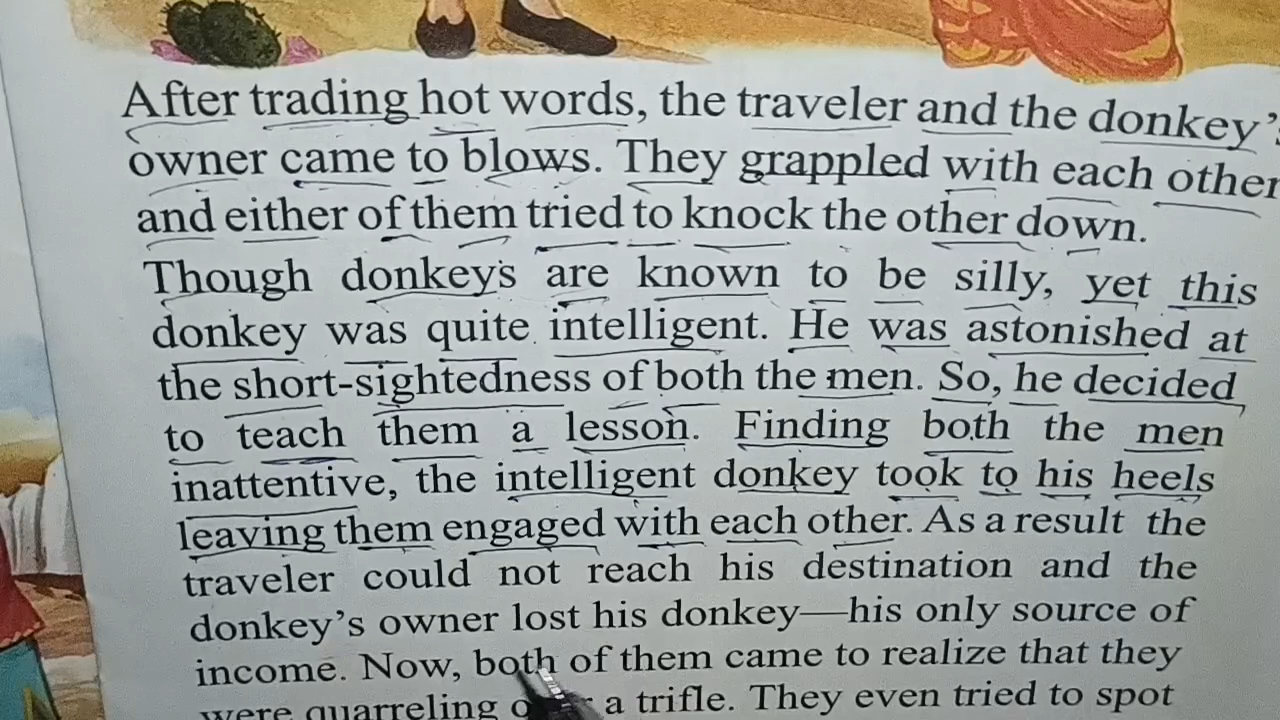 After trading hot words, the traveler and the donkey's
owner came to blows. They grappled with each other
and either of them tried to knock the other down.
Though donkeys are known to be silly, yet this
donkey was quite intelligent. He was astonished at
the short-sightedness of both the men. So, he decided
to teach them a lesson. Finding both the men
inattentive, the intelligent donkey took to his heels
leaving them engaged with each other. As a result the
traveler could not reach his destination and the
donkey's owner lost his donkey—his only source of
income. Now, both of them came to realize that they
were quarreling a trifle. They even tried to spot